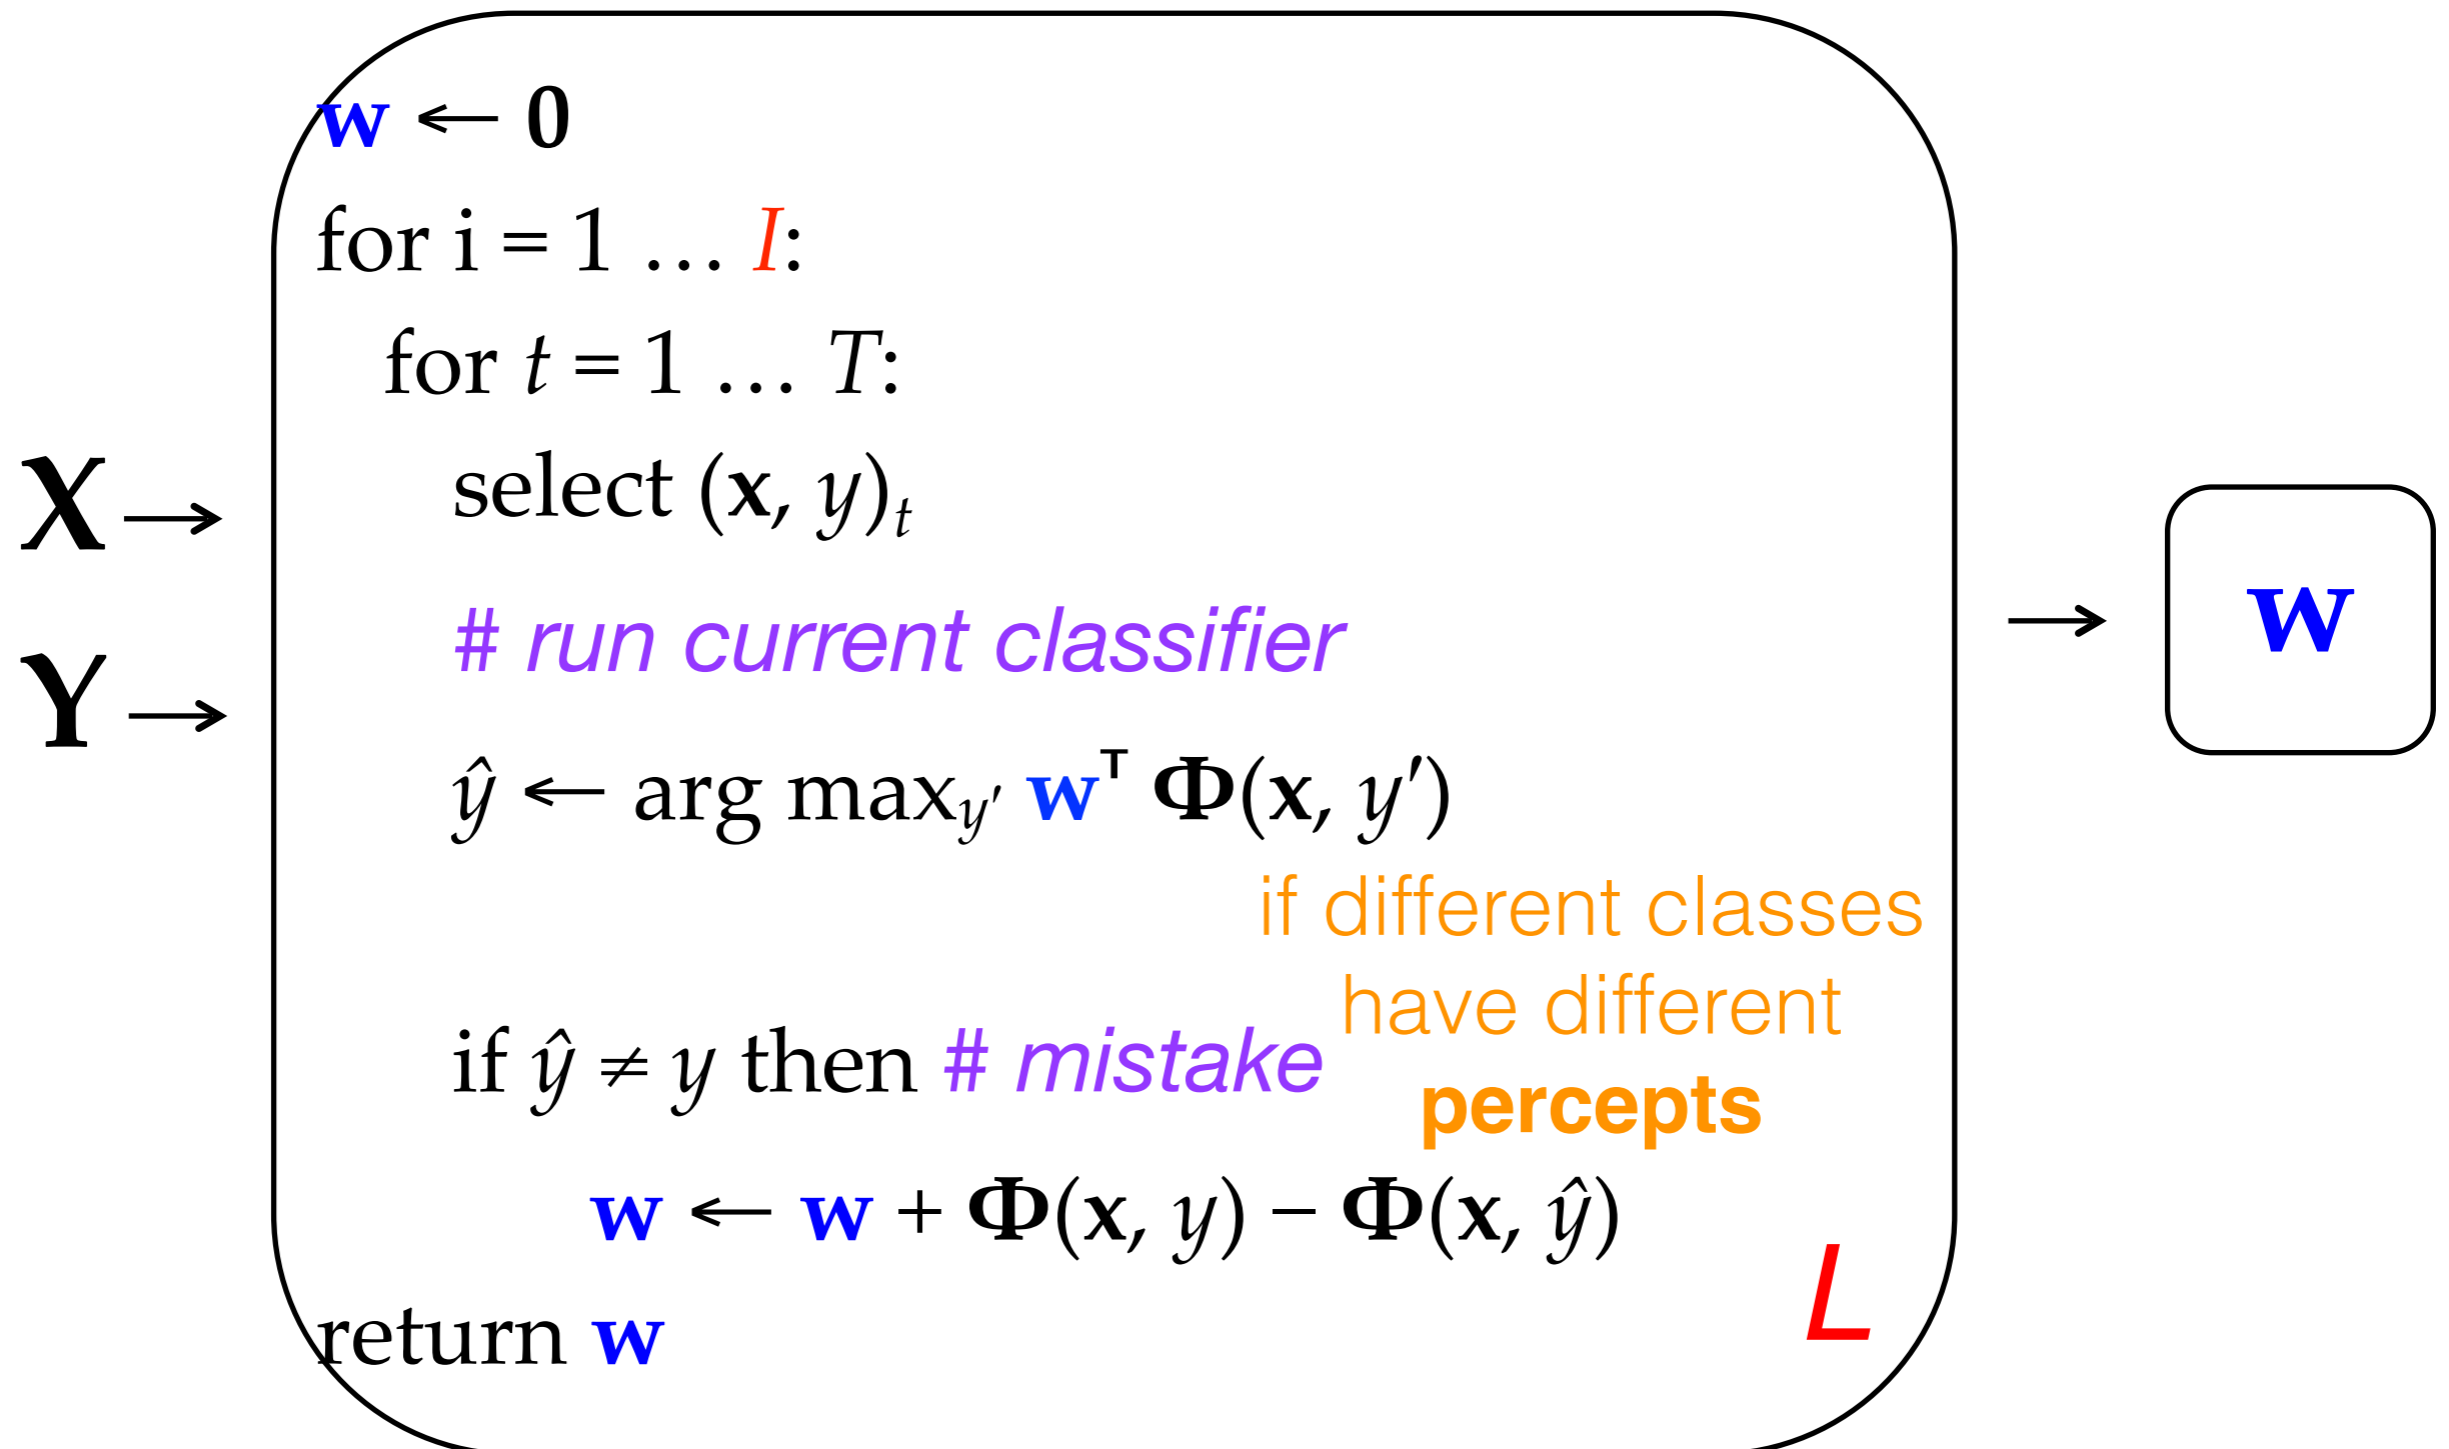 w ← 0
for i = 1 … I:
for t = 1 … T:
select (x, y)ₜ
X →
# run current classifier
→ w
Y →
ŷ ← arg max_y′ wᵀ Φ(x, y′)
if different classes
have different
percepts
if ŷ ≠ y then # mistake
w ← w + Φ(x, y) − Φ(x, ŷ)
return w
L